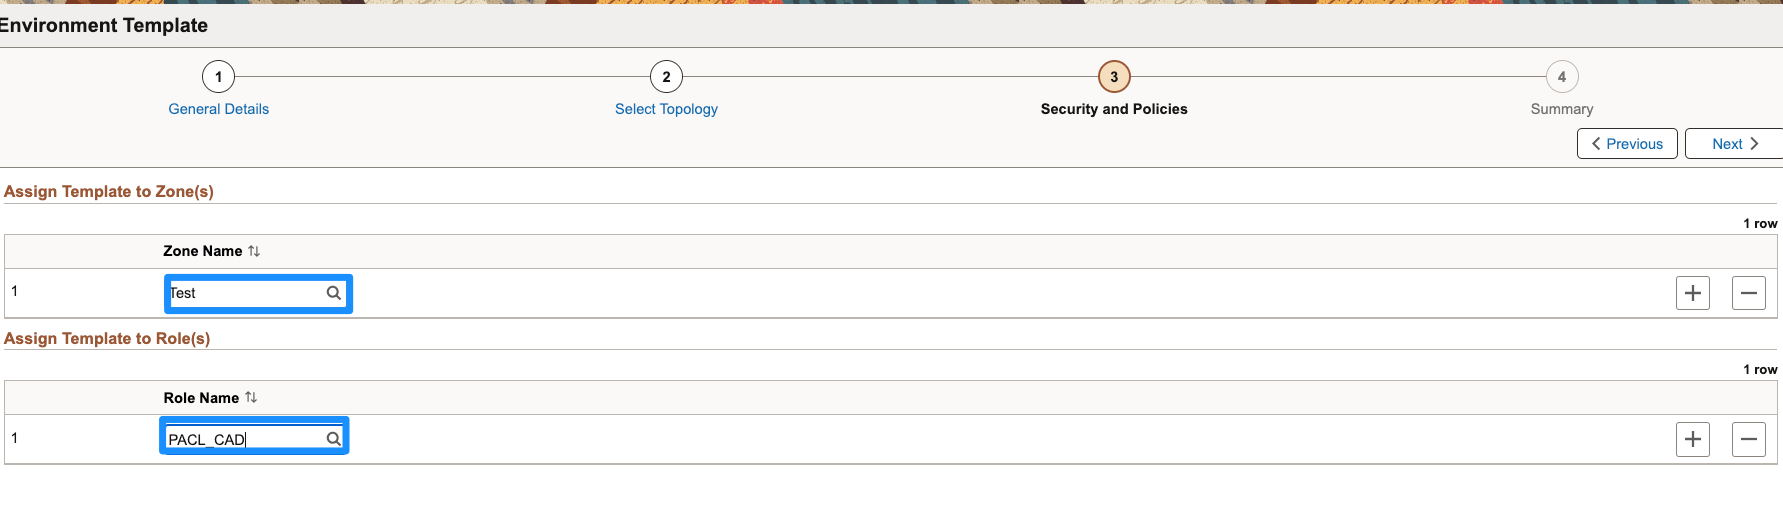 Environment Template
1 2 3 4
General Details Select Topology Security and Policies Summary
Previous Next
Assign Template to Zone(s)
1 row
Zone Name
1 Test
Assign Template to Role(s)
1 row
Role Name
1 PACL_CAD